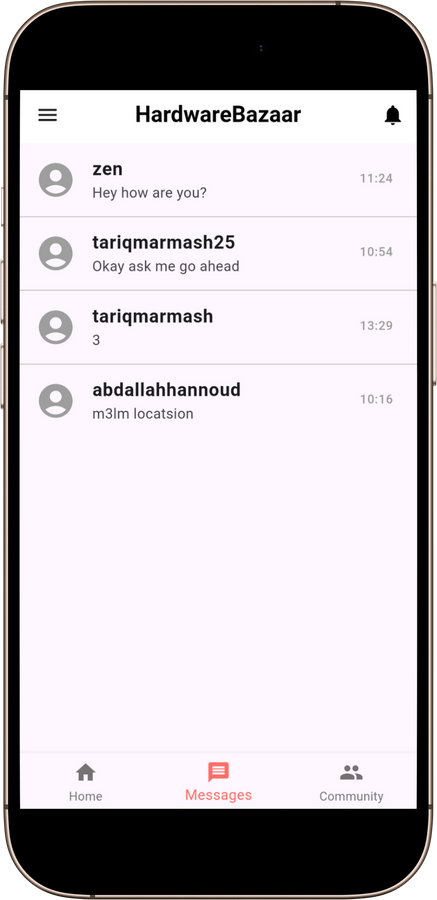 HardwareBazaar
zen
11:24
Hey how are you?
tariqmarmash25
10:54
Okay ask me go ahead
tariqmarmash
13:29
3
abdallahhannoud
10:16
m3lm locatsion
Home
Messages
Community